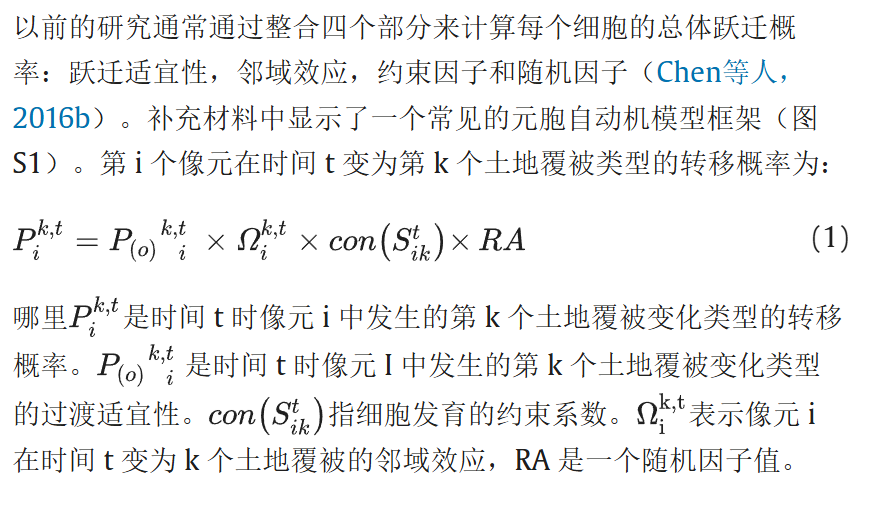 以前的研究通常通过整合四个部分来计算每个细胞的总体跃迁概
率：跃迁适宜性，邻域效应，约束因子和随机因子（Chen等人，
2016b）。补充材料中显示了一个常见的元胞自动机模型框架（图
S1）。第 i 个像元在时间 t 变为第 k 个土地覆被类型的转移概率为：
$P_i^{k,t} = P_{(o)}{}_i^{k,t} \times \Omega_i^{k,t} \times con(S_{ik}^t) \times RA$ (1)
哪里$P_i^{k,t}$是时间 t 时像元 i 中发生的第 k 个土地覆被变化类型的转移
概率。$P_{(o)}{}_i^{k,t}$ 是时间 t 时像元 I 中发生的第 k 个土地覆被变化类型
的过渡适宜性。$con(S_{ik}^t)$指细胞发育的约束系数。$\Omega_i^{k,t}$表示像元 i
在时间 t 变为 k 个土地覆被的邻域效应，RA 是一个随机因子值。